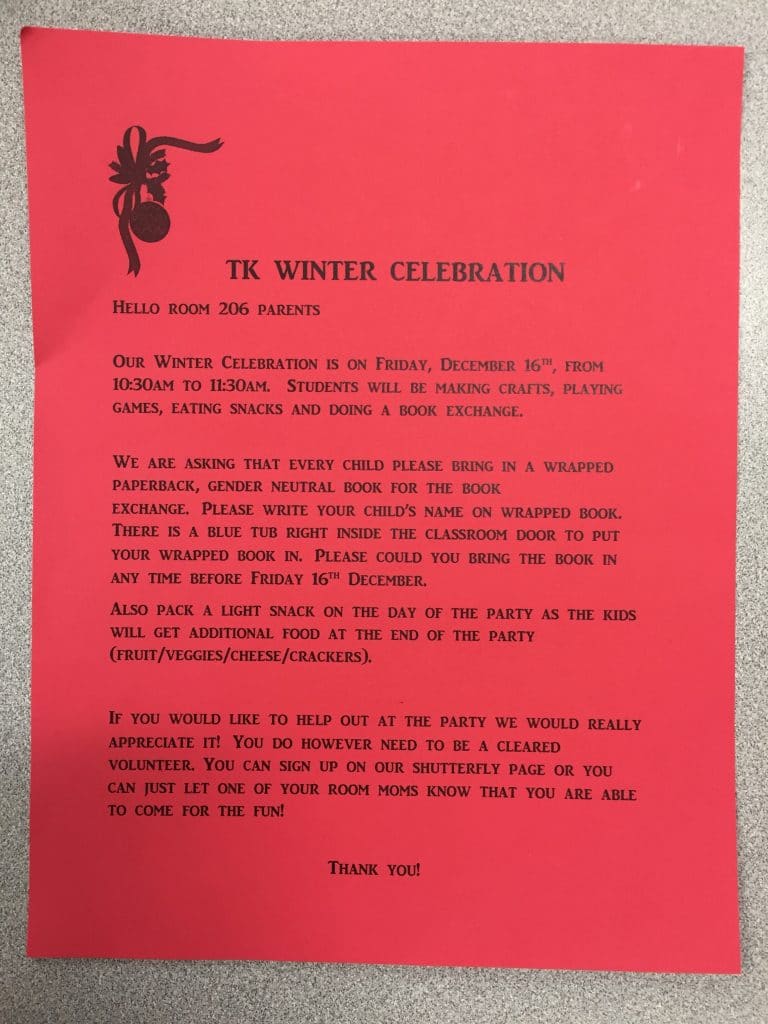 TK WINTER CELEBRATION
HELLO ROOM 206 PARENTS
OUR WINTER CELEBRATION IS ON FRIDAY, DECEMBER 16TH, FROM
10:30AM TO 11:30AM. STUDENTS WILL BE MAKING CRAFTS, PLAYING
GAMES, EATING SNACKS AND DOING A BOOK EXCHANGE.
WE ARE ASKING THAT EVERY CHILD PLEASE BRING IN A WRAPPED
PAPERBACK, GENDER NEUTRAL BOOK FOR THE BOOK
EXCHANGE. PLEASE WRITE YOUR CHILD'S NAME ON WRAPPED BOOK.
THERE IS A BLUE TUB RIGHT INSIDE THE CLASSROOM DOOR TO PUT
YOUR WRAPPED BOOK IN. PLEASE COULD YOU BRING THE BOOK IN
ANY TIME BEFORE FRIDAY 16TH DECEMBER.
ALSO PACK A LIGHT SNACK ON THE DAY OF THE PARTY AS THE KIDS
WILL GET ADDITIONAL FOOD AT THE END OF THE PARTY
(FRUIT/VEGGIES/CHEESE/CRACKERS).
IF YOU WOULD LIKE TO HELP OUT AT THE PARTY WE WOULD REALLY
APPRECIATE IT! YOU DO HOWEVER NEED TO BE A CLEARED
VOLUNTEER. YOU CAN SIGN UP ON OUR SHUTTERFLY PAGE OR YOU
CAN JUST LET ONE OF YOUR ROOM MOMS KNOW THAT YOU ARE ABLE
TO COME FOR THE FUN!
THANK YOU!